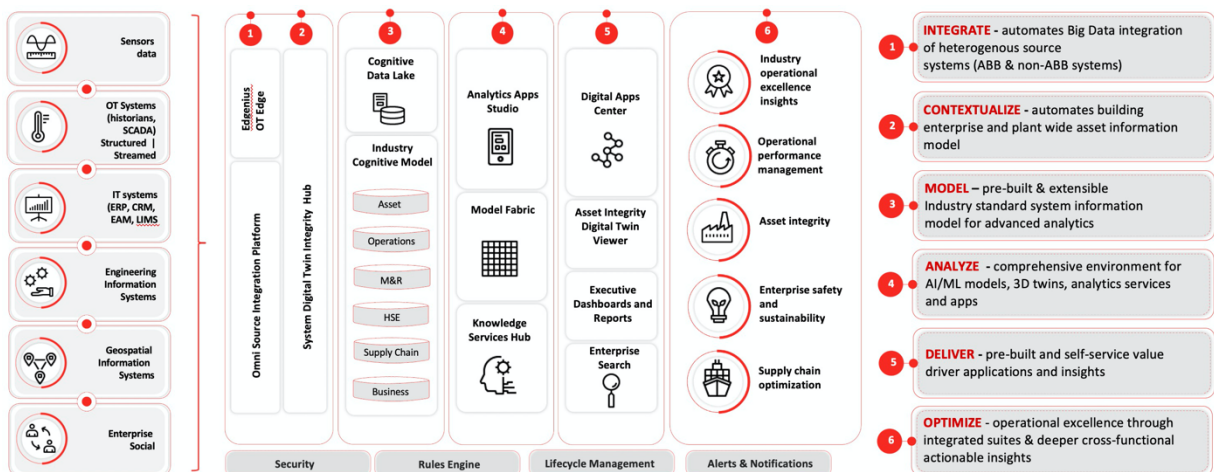 Sensors
data
OT Systems
(historians,
SCADA)
Structured |
Streamed
IT systems
(ERP, CRM,
EAM, LIMS
Engineering
Information
Systems
Geospatial
Information
Systems
Enterprise
Social
1
Edgenius
OT Edge
Omni Source Integration Platform
2
System Digital Twin Integrity Hub
3
Cognitive
Data Lake
Industry
Cognitive Model
Asset
Operations
M&R
HSE
Supply Chain
Business
4
Analytics Apps
Studio
Model Fabric
Knowledge
Services Hub
5
Digital Apps
Center
Asset Integrity
Digital Twin
Viewer
Executive
Dashboards and
Reports
Enterprise
Search
6
Industry
operational
excellence
insights
Operational
performance
management
Asset integrity
Enterprise safety
and
sustainability
Supply chain
optimization
Security
Rules Engine
Lifecycle Management
Alerts & Notifications
1
INTEGRATE - automates Big Data integration
of heterogenous source
systems (ABB & non-ABB systems)
2
CONTEXTUALIZE - automates building
enterprise and plant wide asset information
model
3
MODEL – pre-built & extensible
Industry standard system information
model for advanced analytics
4
ANALYZE - comprehensive environment for
AI/ML models, 3D twins, analytics services
and apps
5
DELIVER - pre-built and self-service value
driver applications and insights
6
OPTIMIZE - operational excellence through
integrated suites & deeper cross-functional
actionable insights